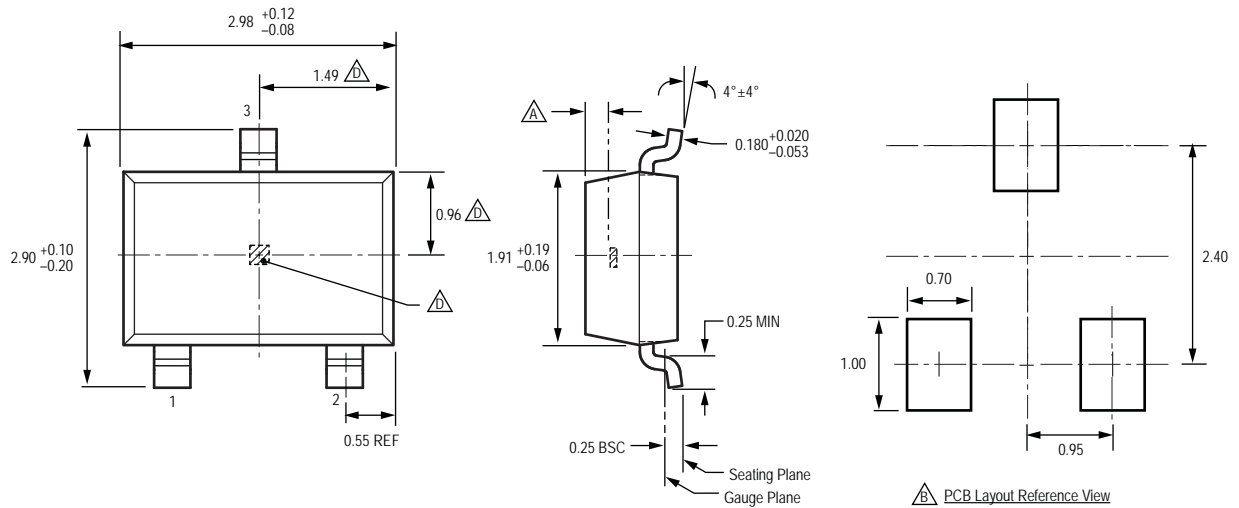 2.98 +0.12 −0.08
1.49 D
3
0.96 D
2.90 +0.10 −0.20
D
1
2
0.55 REF
A
4°±4°
0.180 +0.020 −0.053
1.91 +0.19 −0.06
0.25 MIN
0.25 BSC
Seating Plane
Gauge Plane
2.40
0.70
1.00
0.95
B PCB Layout Reference View